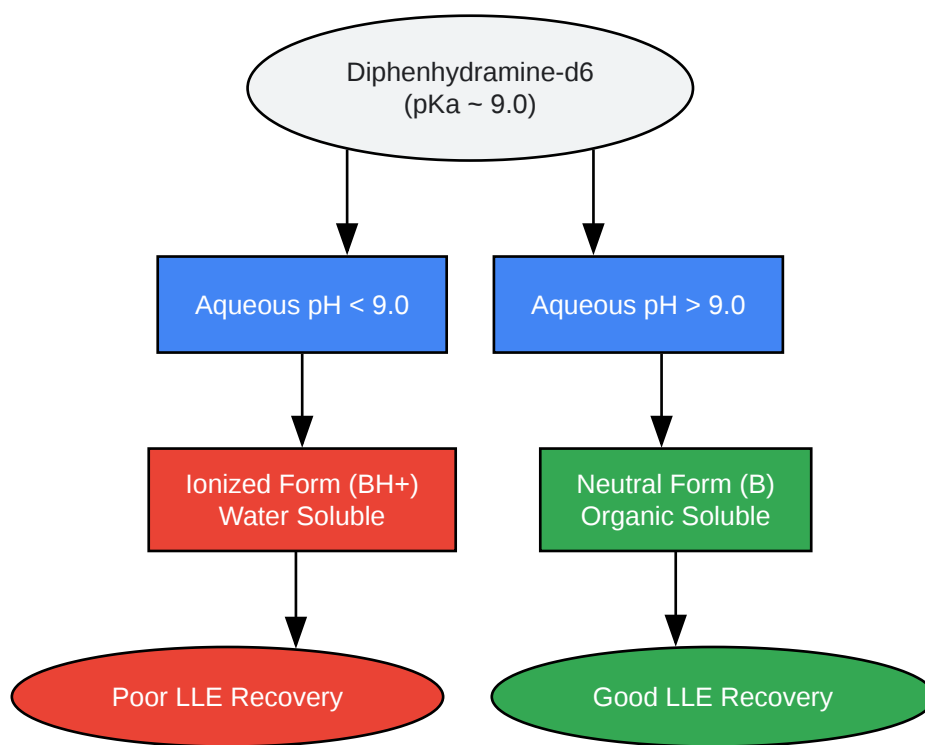 Diphenhydramine-d6
(pKa ~ 9.0)
Aqueous pH < 9.0
Aqueous pH > 9.0
Ionized Form (BH+)
Water Soluble
Neutral Form (B)
Organic Soluble
Poor LLE Recovery
Good LLE Recovery